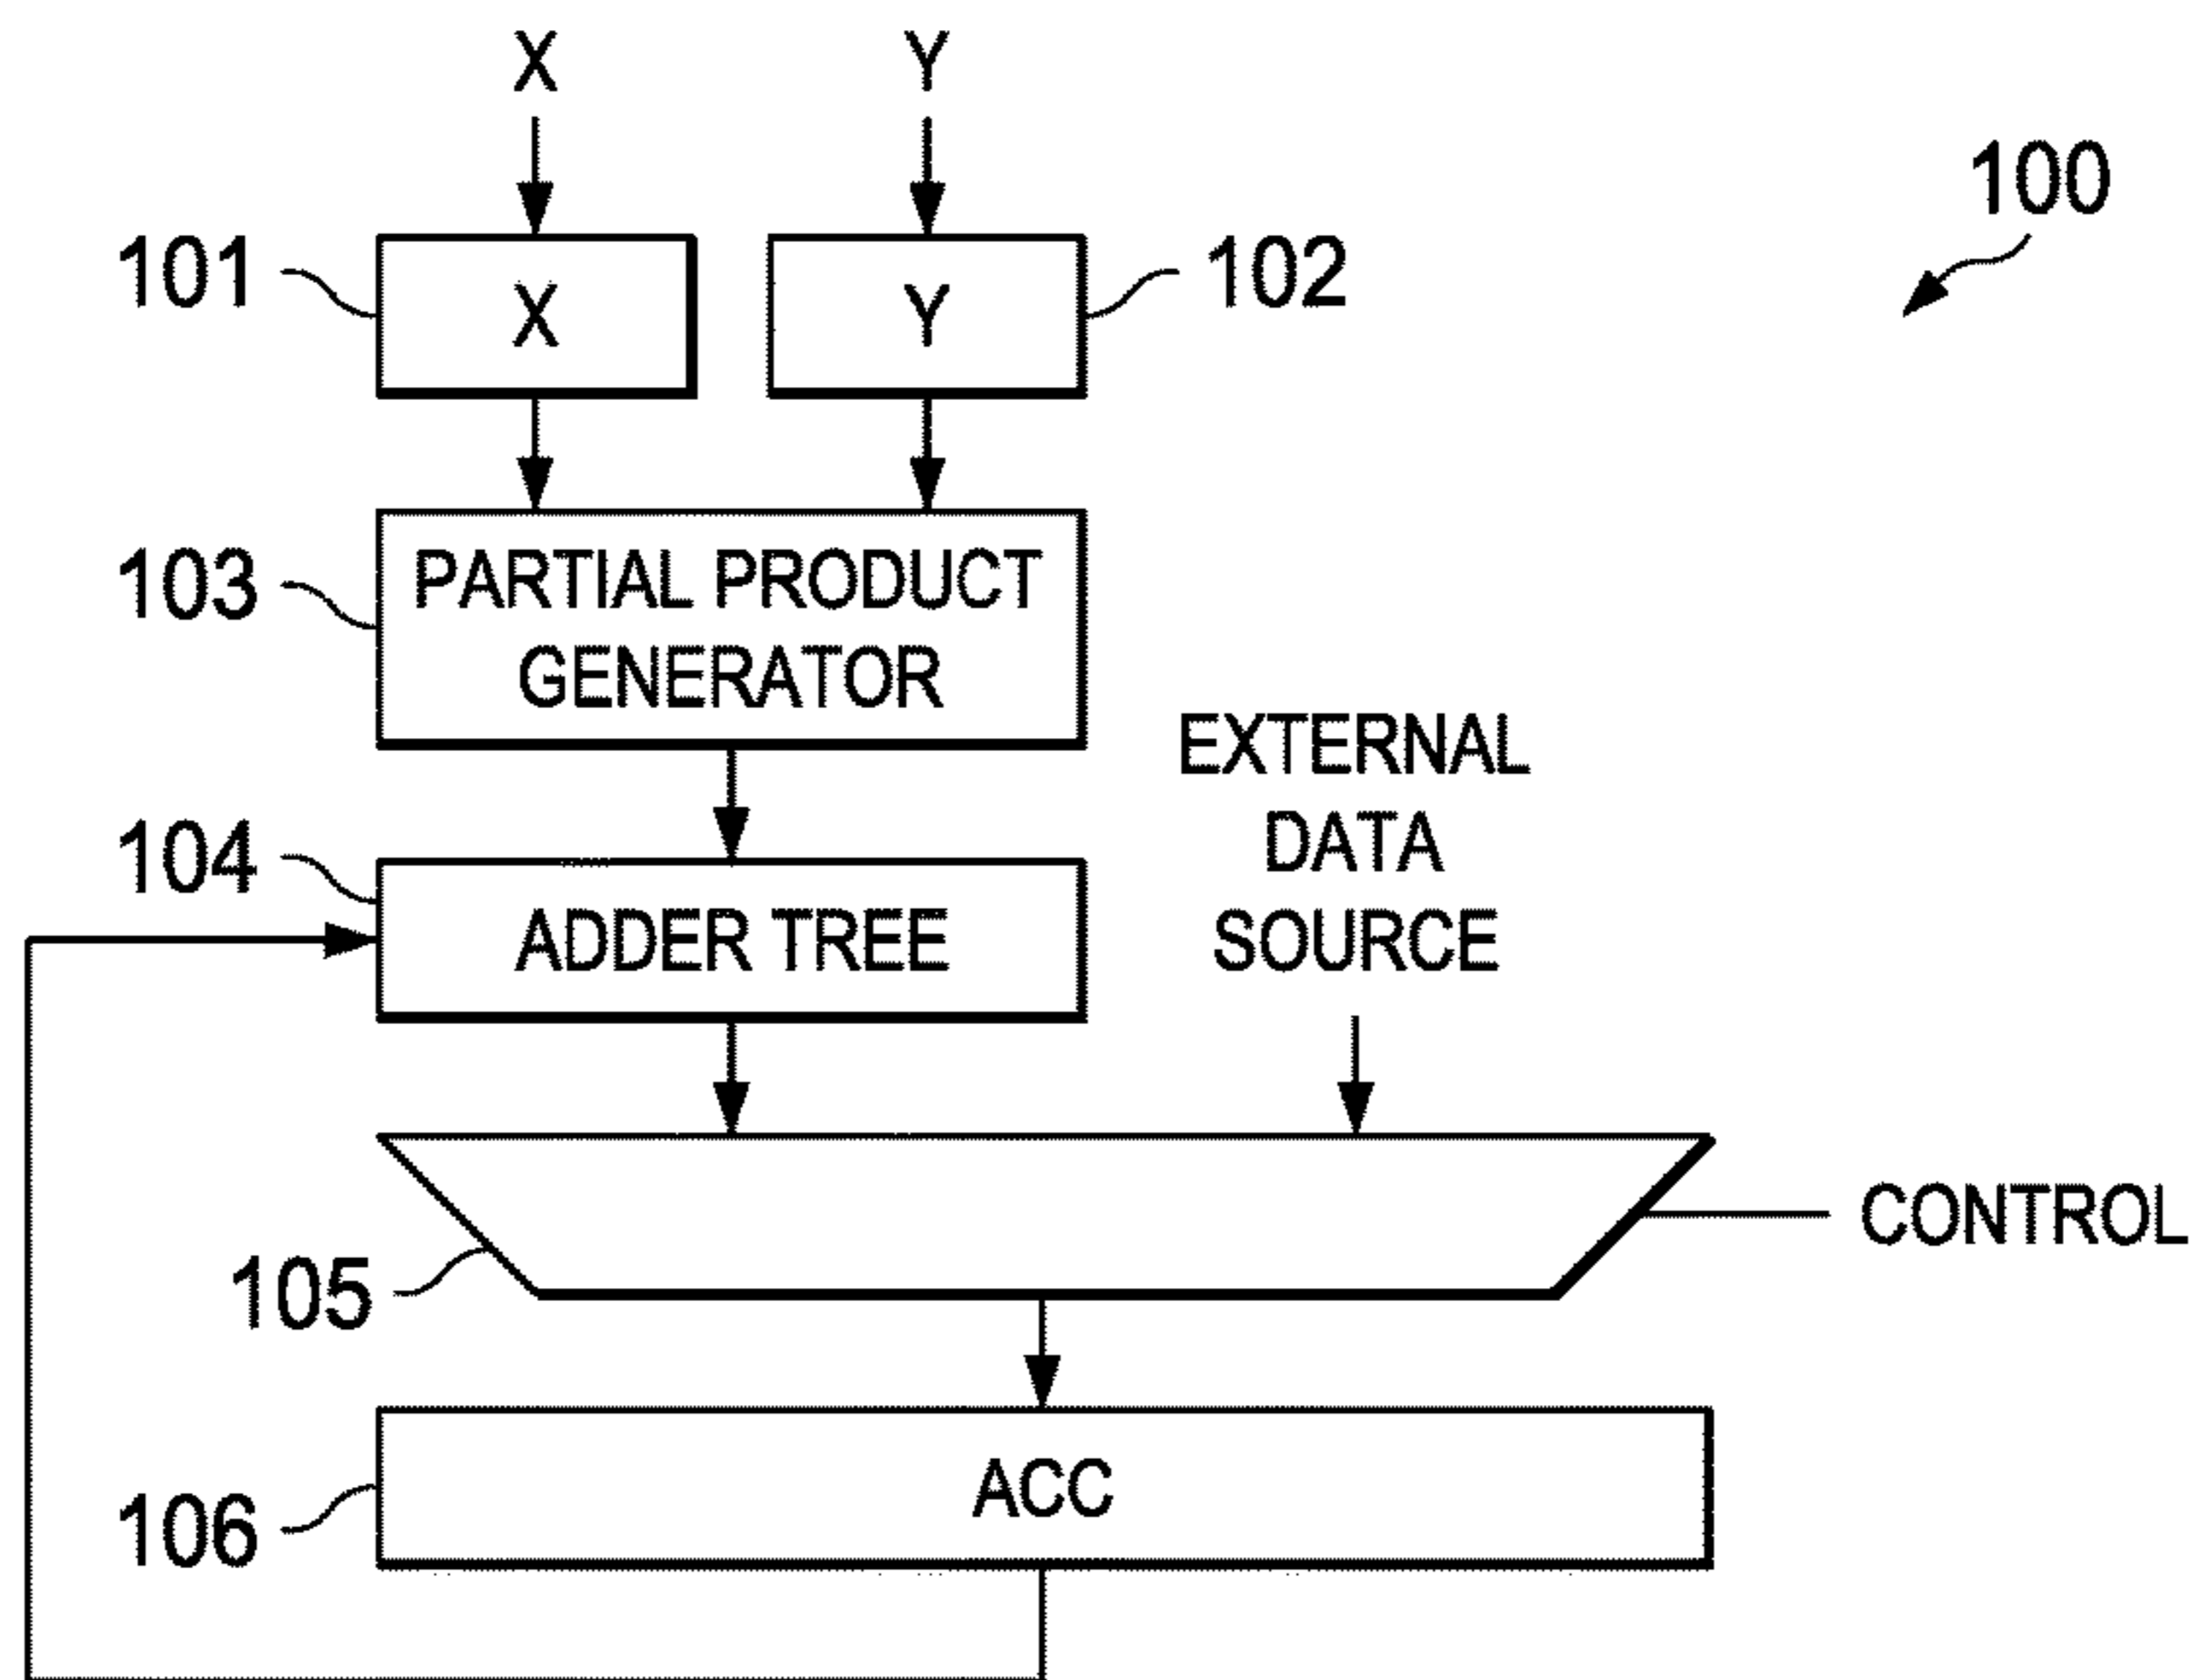 X
Y
100
101
X
Y
102
103
PARTIAL PRODUCT
GENERATOR
EXTERNAL
DATA
SOURCE
104
ADDER TREE
CONTROL
105
106
ACC